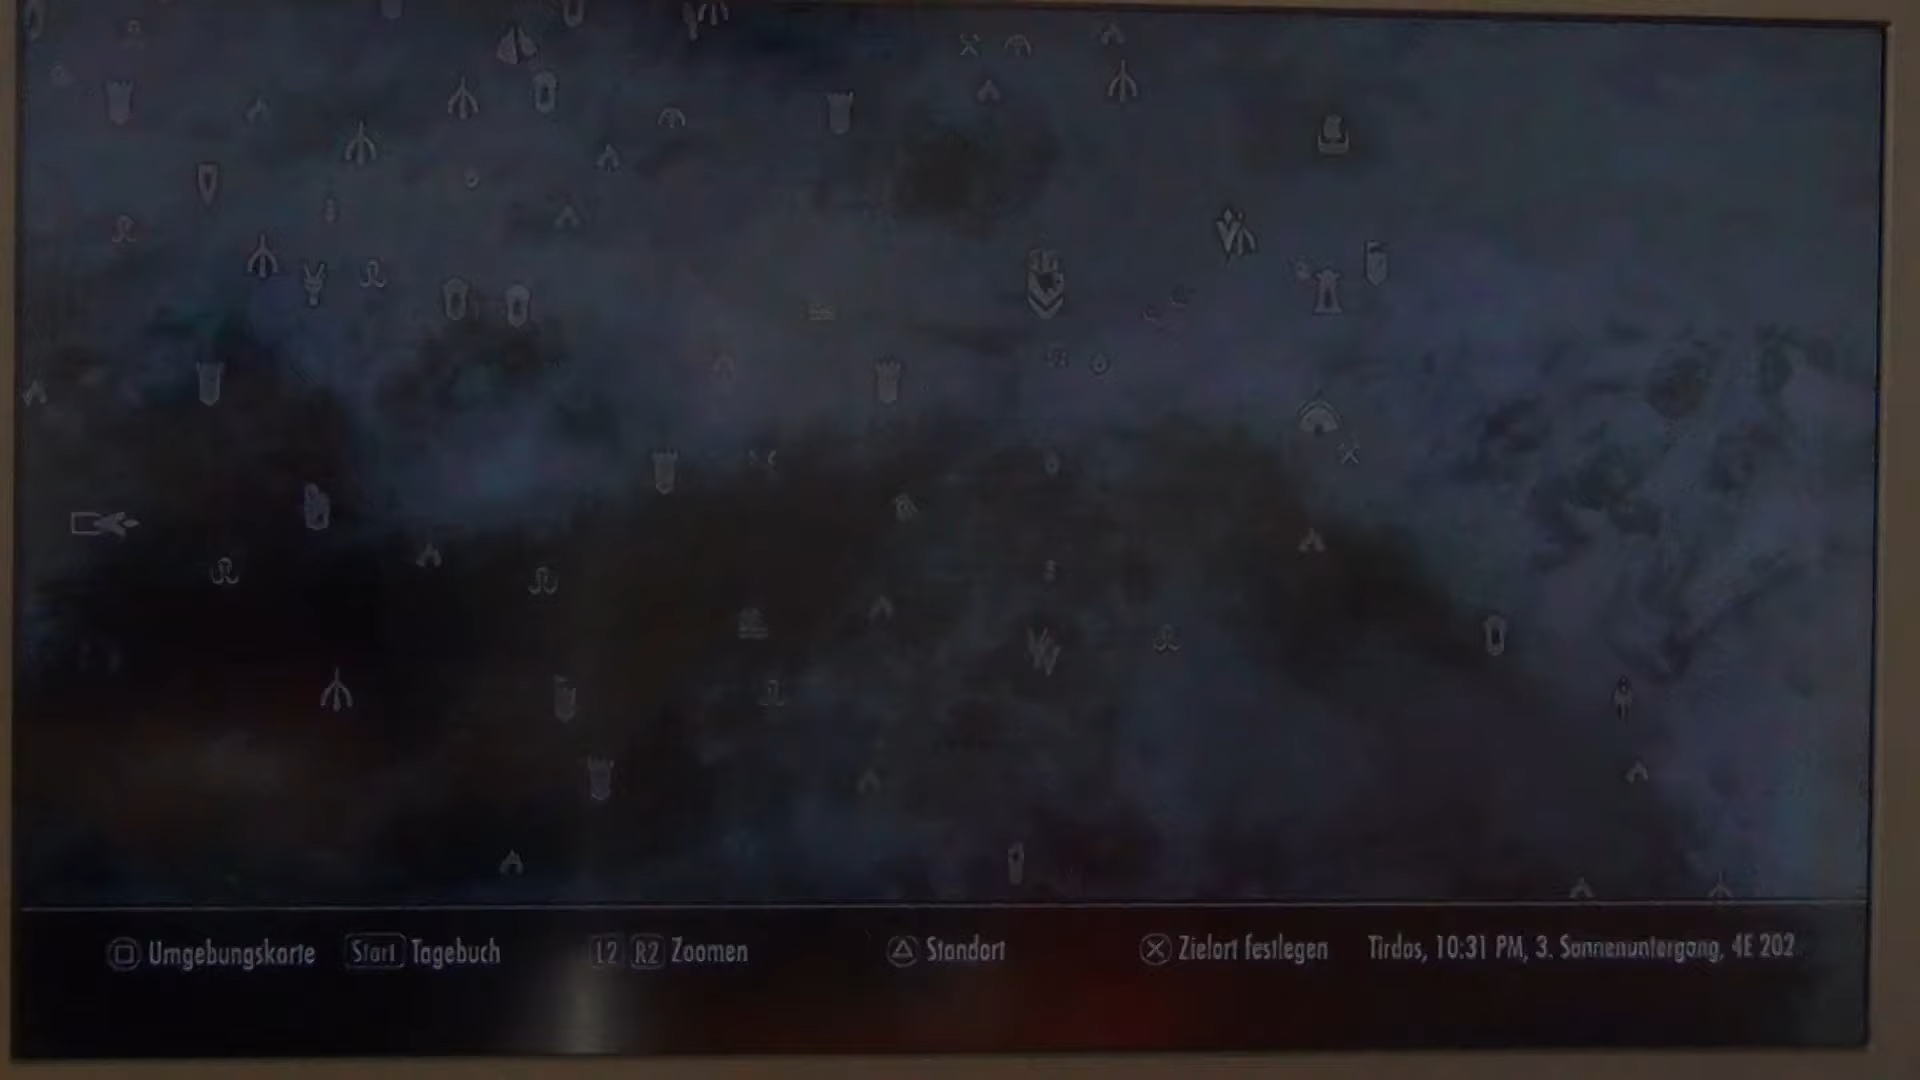 Umgebungskarte Start Tagebuch L2 R2 Zoomen Standort Zielort festlegen Tirdas, 10:31 PM, 3. Sonnenuntergang, 4E 202